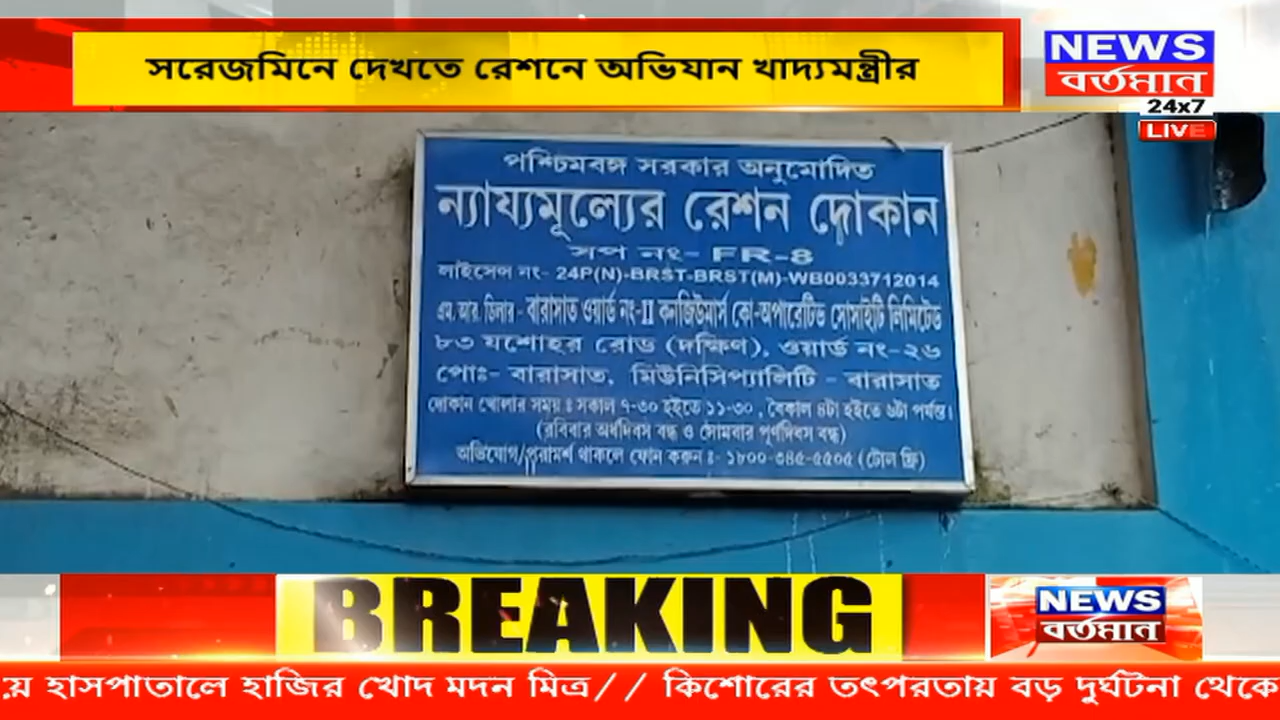 সরেজমিনে দেখতে রেশনে অভিযান খাদ্যমন্ত্রীর
NEWS
বর্তমান
24x7
LIVE
পশ্চিমবঙ্গ সরকার অনুমোদিত
ন্যায্যমূল্যের রেশন দোকান
সপ নং- FR-8
লাইসেন্স নং- 24P(N)-BRST-BRST(M)-WB0033712014
এম. আর. ডিলার - বারাসাত ওয়ার্ড নং-II কনজিউমার্স কো-অপারেটিভ সোসাইটি লিমিটেড
৮৩ যশোহর রোড (দক্ষিণ), ওয়ার্ড নং-২৬
পোঃ- বারাসাত, মিউনিসিপ্যালিটি - বারাসাত
দোকান খোলার সময় ঃ সকাল ৭-৩০ হইতে ১১-৩০, বৈকাল ৪টা হইতে ৬টা পর্যন্ত।
(রবিবার অর্ধদিবস বন্ধ ও সোমবার পূর্ণদিবস বন্ধ)
অভিযোগ/পরামর্শ থাকলে ফোন করুন ঃ- ১৮০০-৩৪৫-৫৫০৫ (টোল ফ্রি)
BREAKING
NEWS
বর্তমান
য় হাসপাতালে হাজির খোদ মদন মিত্র// কিশোরের তৎপরতায় বড় দুর্ঘটনা থেকে